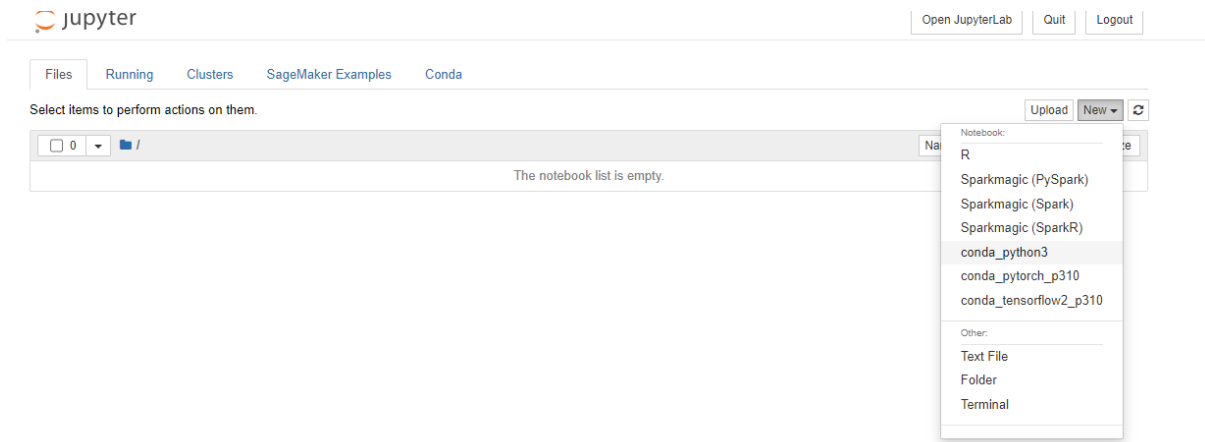 jupyter
Open JupyterLab Quit Logout
Files Running Clusters SageMaker Examples Conda
Select items to perform actions on them.
Upload New
0 /
The notebook list is empty.
Notebook:
R
Sparkmagic (PySpark)
Sparkmagic (Spark)
Sparkmagic (SparkR)
conda_python3
conda_pytorch_p310
conda_tensorflow2_p310
Other:
Text File
Folder
Terminal